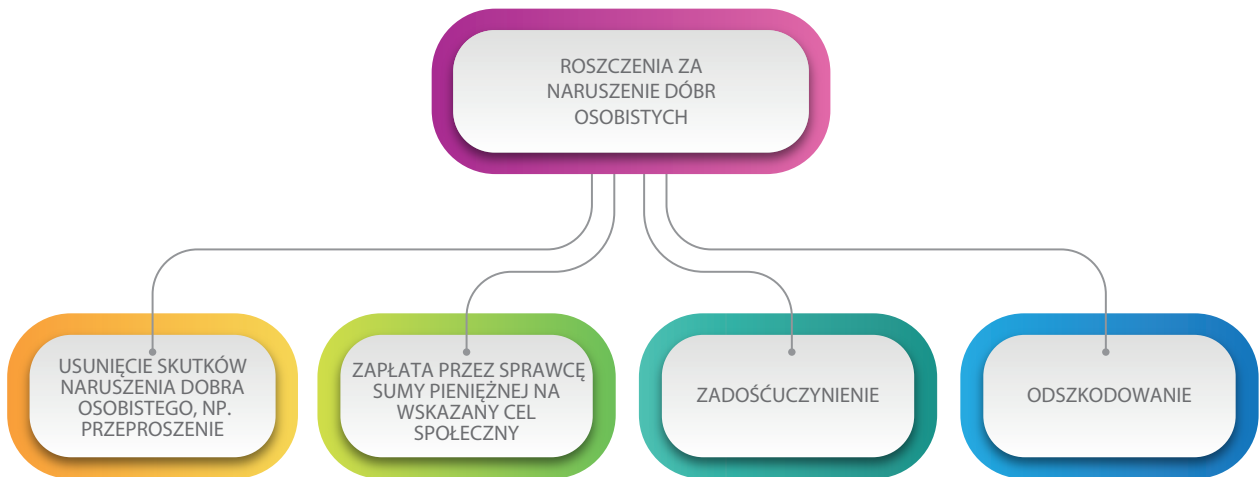 ROSZCZENIA ZA
NARUSZENIE DÓBR
OSOBISTYCH
USUNIĘCIE SKUTKÓW
NARUSZENIA DOBRA
OSOBISTEGO, NP.
PRZEPROSZENIE
ZAPŁATA PRZEZ SPRAWCĘ
SUMY PIENIĘŻNEJ NA
WSKAZANY CEL
SPOŁECZNY
ZADOŚĆUCZYNIENIE
ODSZKODOWANIE